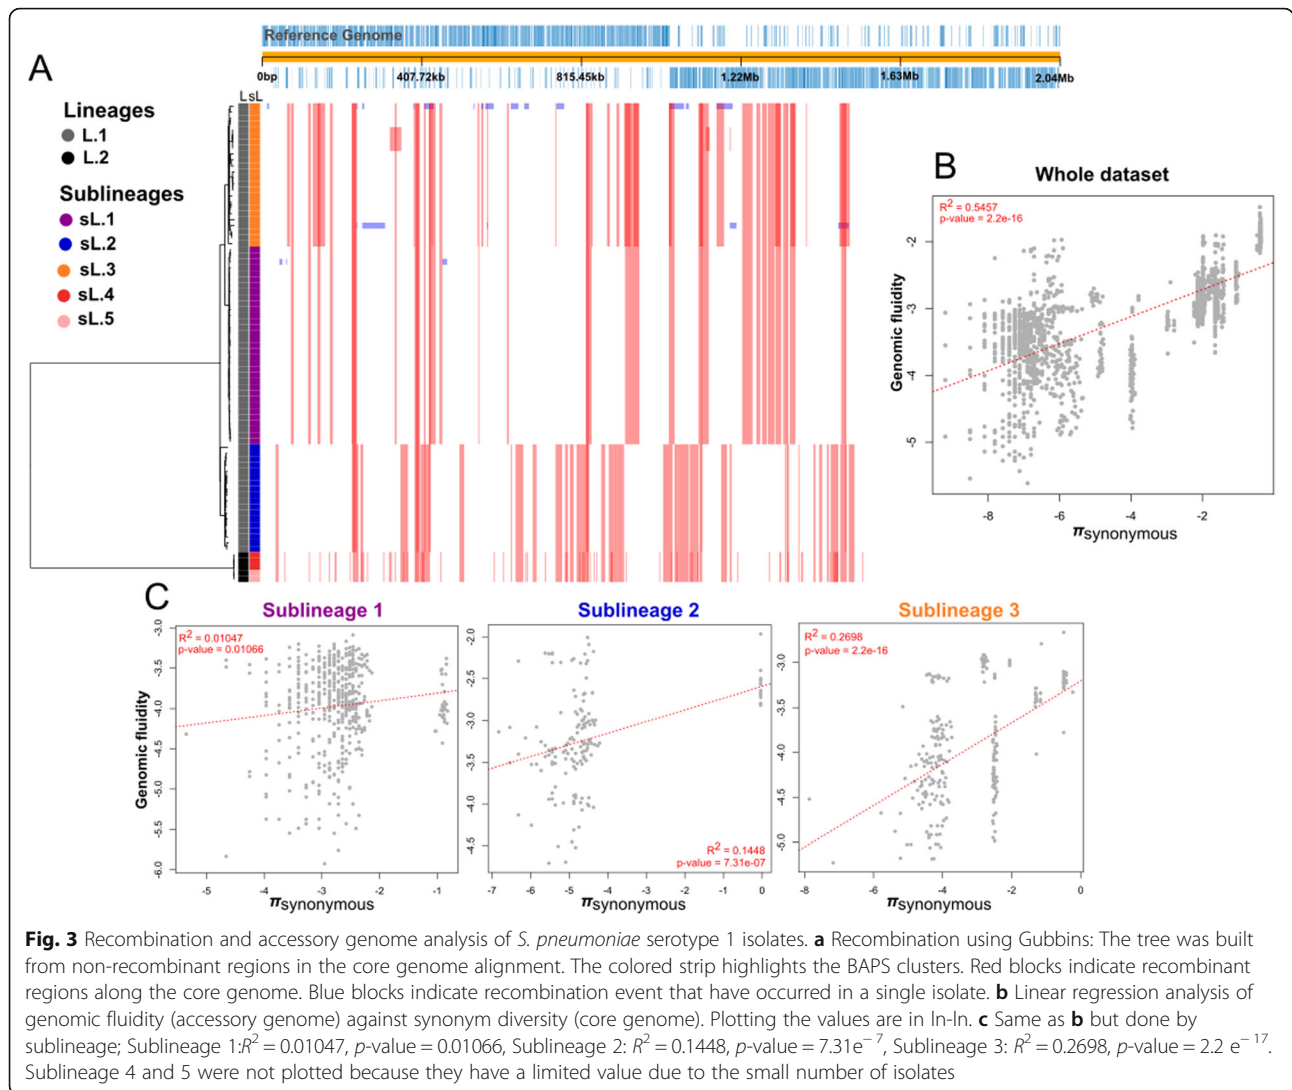 A
Reference Genome
0bp 407.72kb 815.45kb 1.22Mb 1.63Mb 2.04Mb
L sL
Lineages
L.1
L.2
Sublineages
sL.1
sL.2
sL.3
sL.4
sL.5
B
Whole dataset
R² = 0.5457
p-value = 2.2e-16
Genomic fluidity
-2
-3
-4
-5
-8 -6 -4 -2
πsynonymous
C
Sublineage 1
R² = 0.01047
p-value = 0.01066
Genomic fluidity
-3.0
-3.5
-4.0
-4.5
-5.0
-5.5
-6.0
-5 -4 -3 -2 -1
πsynonymous
Sublineage 2
-2.0
-2.5
-3.0
-3.5
-4.0
-4.5
R² = 0.1448
p-value = 7.31e-07
-7 -6 -5 -4 -3 -2 -1 0
πsynonymous
Sublineage 3
R² = 0.2698
p-value = 2.2e-16
-3.0
-3.5
-4.0
-4.5
-5.0
-8 -6 -4 -2 0
πsynonymous
Fig. 3 Recombination and accessory genome analysis of S. pneumoniae serotype 1 isolates. a Recombination using Gubbins: The tree was built
from non-recombinant regions in the core genome alignment. The colored strip highlights the BAPS clusters. Red blocks indicate recombinant
regions along the core genome. Blue blocks indicate recombination event that have occurred in a single isolate. b Linear regression analysis of
genomic fluidity (accessory genome) against synonym diversity (core genome). Plotting the values are in ln-ln. c Same as b but done by
sublineage; Sublineage 1:R² = 0.01047, p-value = 0.01066, Sublineage 2: R² = 0.1448, p-value = 7.31e⁻⁷, Sublineage 3: R² = 0.2698, p-value = 2.2 e⁻¹⁷.
Sublineage 4 and 5 were not plotted because they have a limited value due to the small number of isolates